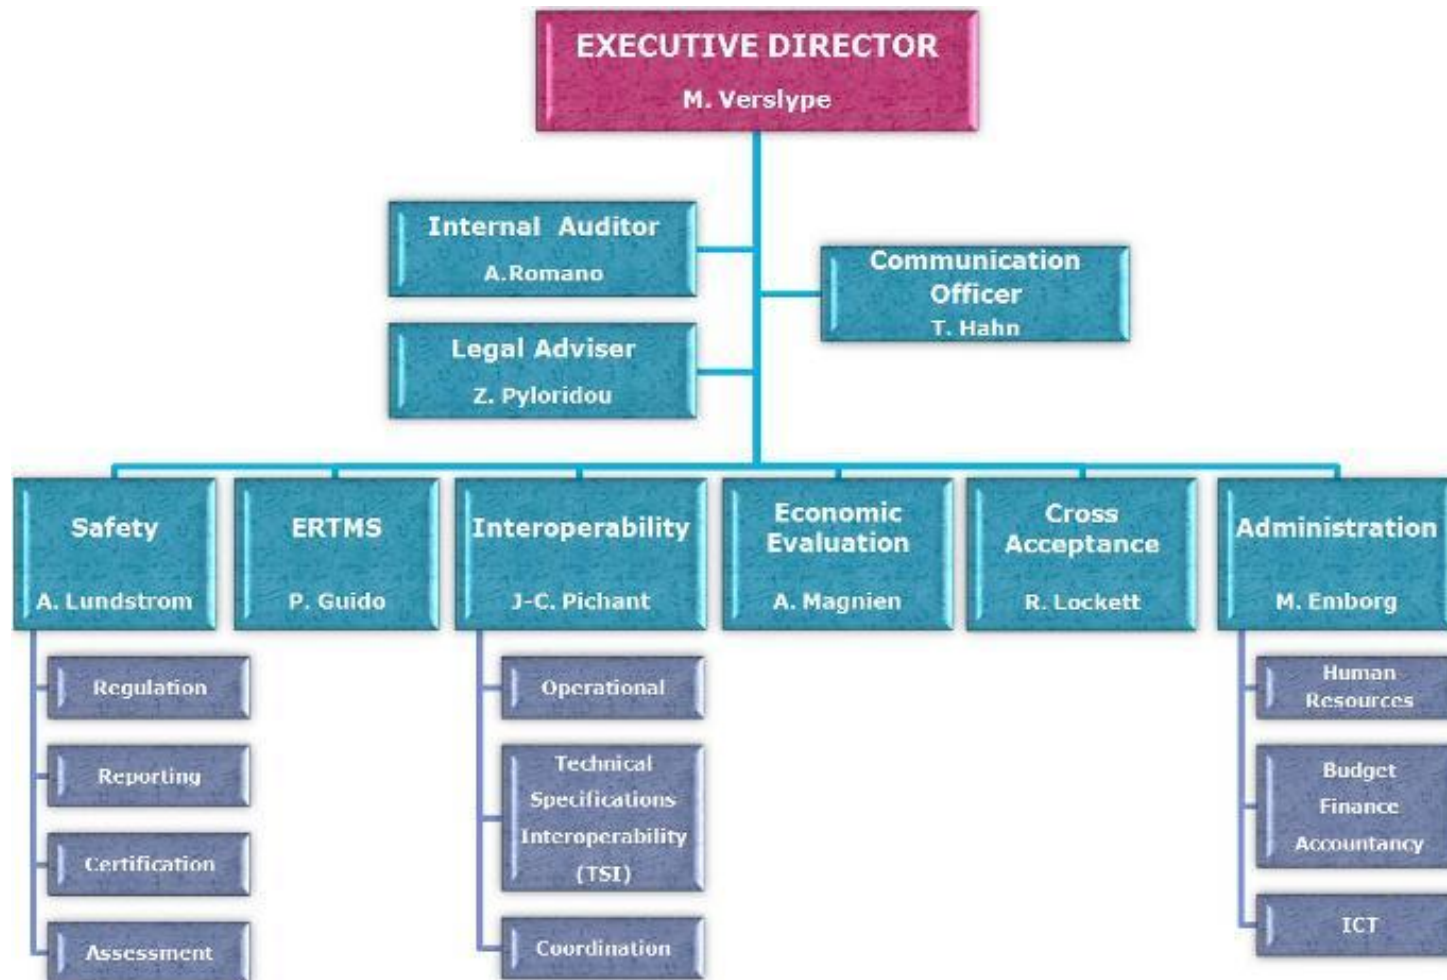 EXECUTIVE DIRECTOR
M. Verslype
Internal Auditor
A.Romano
Communication
Officer
T. Hahn
Legal Adviser
Z. Pyloridou
Safety
A. Lundstrom
ERTMS
P. Guido
Interoperability
J-C. Pichant
Economic
Evaluation
A. Magnien
Cross
Acceptance
R. Lockett
Administration
M. Emborg
Regulation
Reporting
Certification
Assessment
Operational
Technical
Specifications
Interoperability
(TSI)
Coordination
Human
Resources
Budget
Finance
Accountancy
ICT